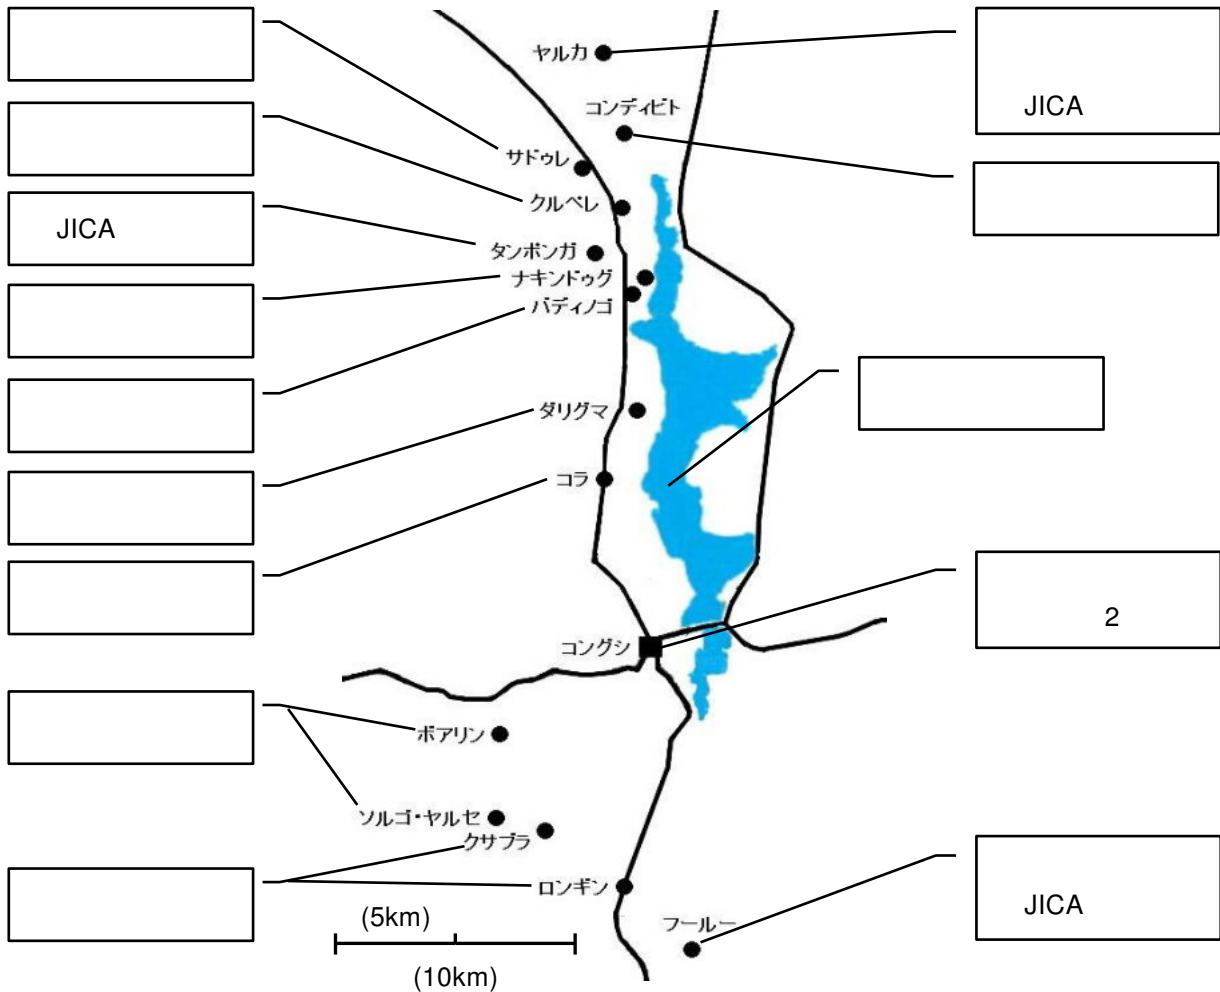 ヤルカ
JICA
コンディビト
サドゥレ
クルペレ
JICA
タンボンガ
ナキンドゥグ
バディノゴ
ダリグマ
コラ
2
コングシ
ボアリン
ソルゴ・ヤルセ
クサブラ
ロンギン
JICA
(5km)
フールー
(10km)